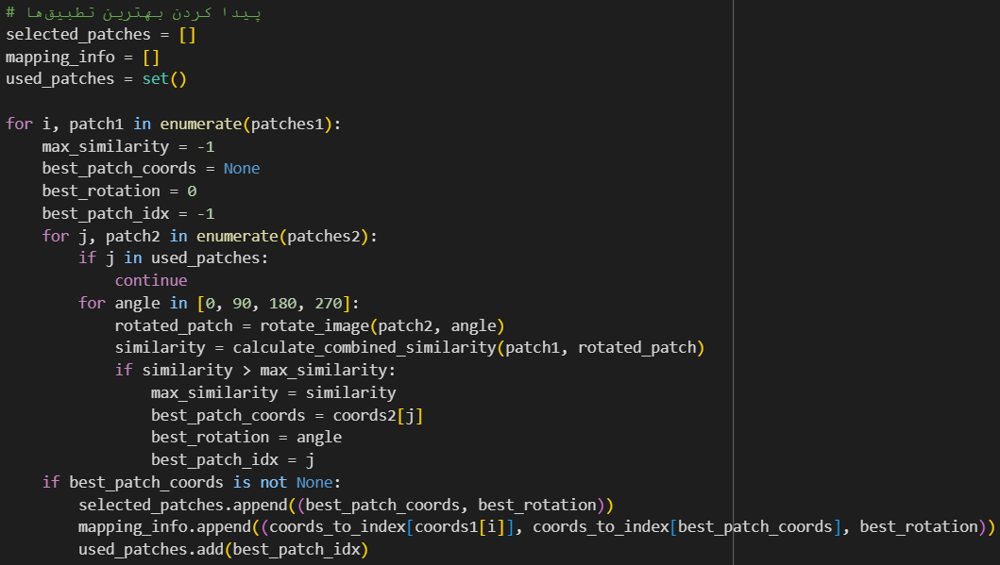 # پیدا کردن بهترین تطبیق‌ها
selected_patches = []
mapping_info = []
used_patches = set()

for i, patch1 in enumerate(patches1):
    max_similarity = -1
    best_patch_coords = None
    best_rotation = 0
    best_patch_idx = -1
    for j, patch2 in enumerate(patches2):
        if j in used_patches:
            continue
        for angle in [0, 90, 180, 270]:
            rotated_patch = rotate_image(patch2, angle)
            similarity = calculate_combined_similarity(patch1, rotated_patch)
            if similarity > max_similarity:
                max_similarity = similarity
                best_patch_coords = coords2[j]
                best_rotation = angle
                best_patch_idx = j
    if best_patch_coords is not None:
        selected_patches.append((best_patch_coords, best_rotation))
        mapping_info.append((coords_to_index[coords1[i]], coords_to_index[best_patch_coords], best_rotation))
        used_patches.add(best_patch_idx)